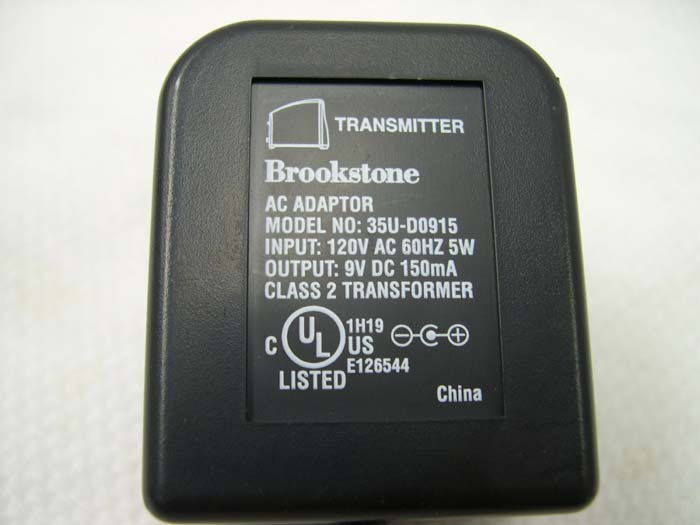 TRANSMITTER
Brookstone
AC ADAPTOR
MODEL NO: 35U-D0915
INPUT: 120V AC 60HZ 5W
OUTPUT: 9V DC 150mA
CLASS 2 TRANSFORMER
C UL US 1H19
E126544
LISTED
China